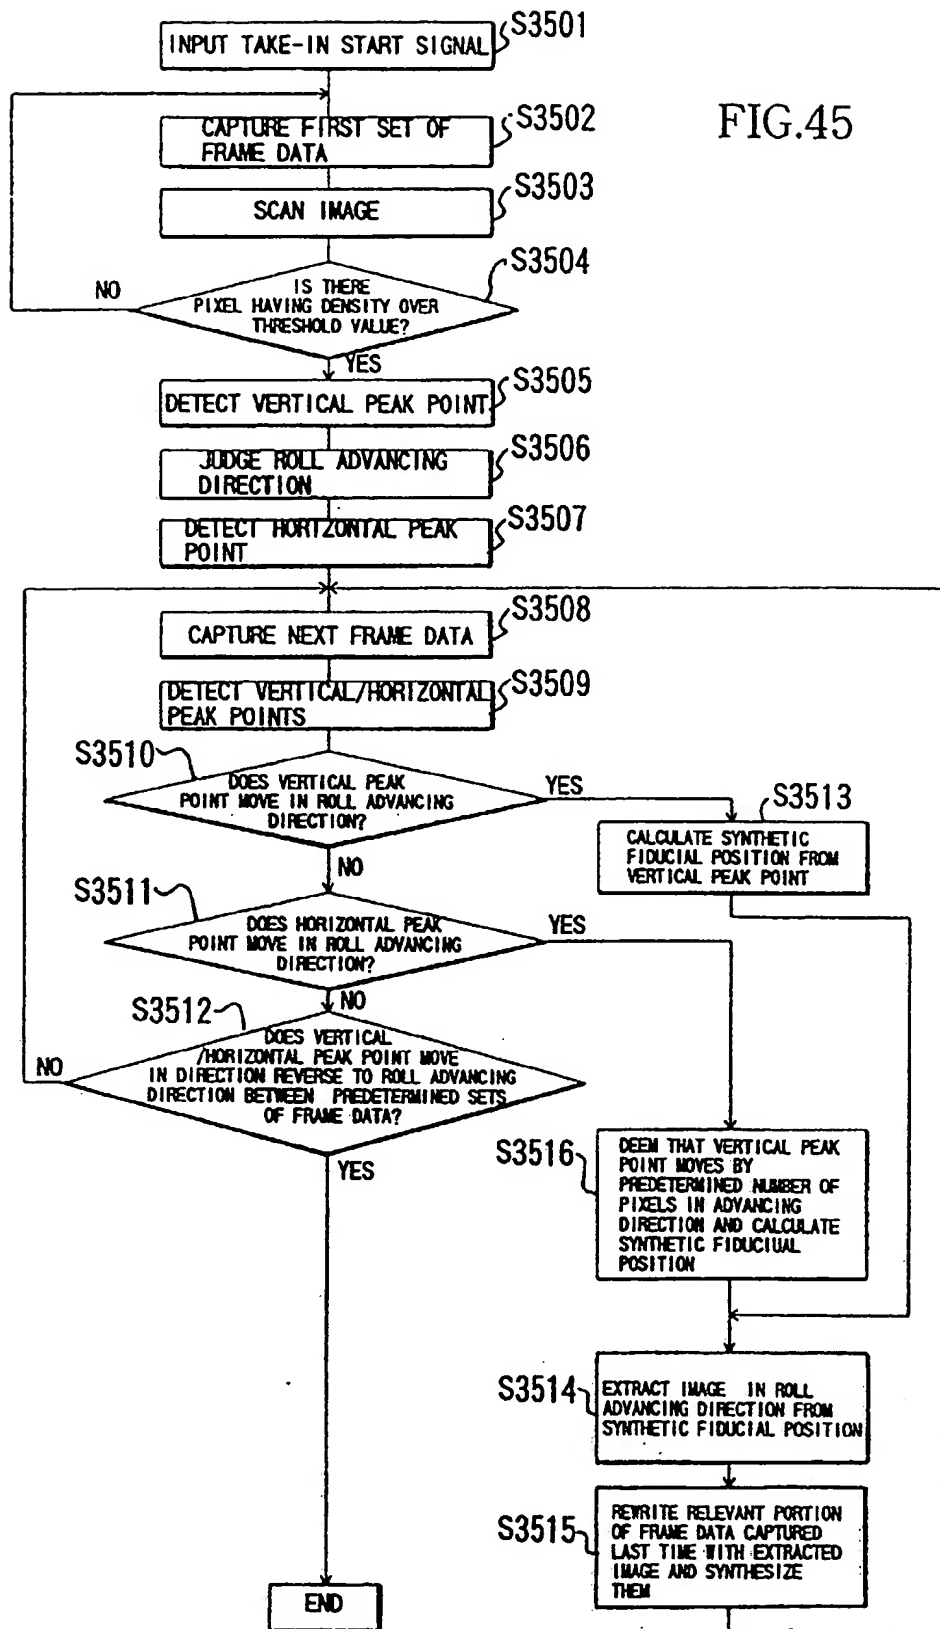 FIG.45
S3501
INPUT TAKE-IN START SIGNAL
S3502
CAPTURE FIRST SET OF
FRAME DATA
S3503
SCAN IMAGE
S3504
IS THERE
PIXEL HAVING DENSITY OVER
THRESHOLD VALUE?
NO
YES
S3505
DETECT VERTICAL PEAK POINT
S3506
JUDGE ROLL ADVANCING
DIRECTION
S3507
DETECT HORTZONTAL PEAK
POINT
S3508
CAPTURE NEXT FRAME DATA
S3509
DETECT VERTICAL/HORIZONTAL
PEAK POINTS
S3510
DOES VERTICAL PEAK
POINT MOVE IN ROLL ADVANCING
DIRECTION?
YES
NO
S3513
CALCULATE SYNTHETIC
FIDUCIAL POSITION FROM
VERTICAL PEAK POINT
S3511
DOES HORIZONTAL PEAK
POINT MOVE IN ROLL ADVANCING
DIRECTION?
YES
NO
S3512
DOES VERTICAL
/HORIZONTAL PEAK POINT MOVE
IN DIRECTION REVERSE TO ROLL ADVANCING
DIRECTION BETWEEN PREDETERMINED SETS
OF FRAME DATA?
NO
YES
S3516
DEEM THAT VERTICAL PEAK
POINT MOVES BY
PREDETERMINED NUMBER OF
PIXELS IN ADVANCING
DIRECTION AND CALCULATE
SYNTHETIC FIDUCIUAL
POSITION
S3514
EXTRACT IMAGE IN ROLL
ADVANCING DIRECTION FROM
SYNTHETIC FIDUCIAL POSITION
S3515
REWRITE RELEVANT PORTION
OF FRAME DATA CAPTURED
LAST TIME WITH EXTRACTED
IMAGE AND SYNTHESIZE
THEM
END